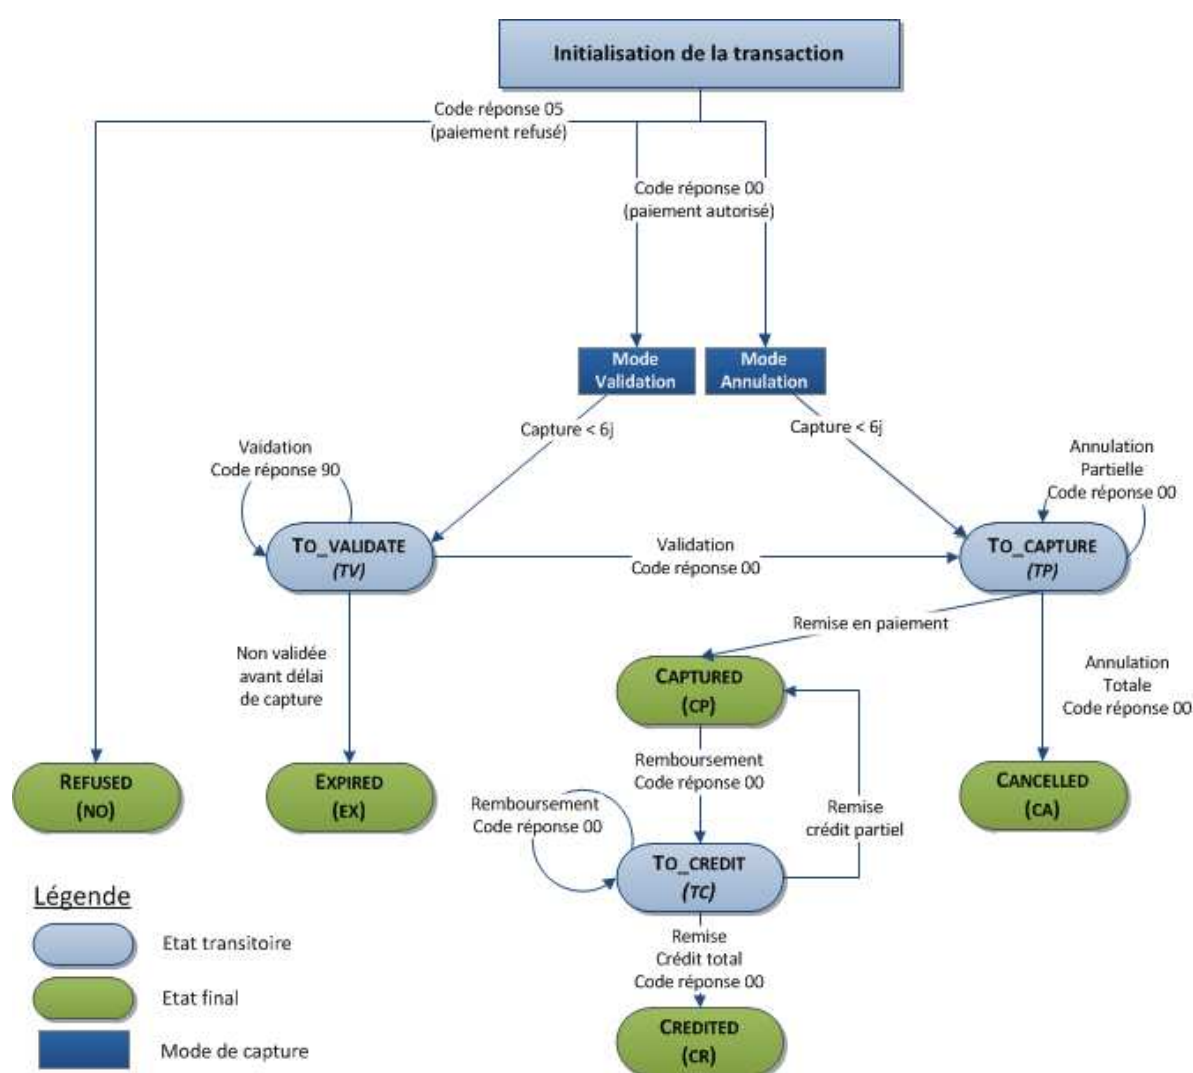 Initialisation de la transaction
Code réponse 05
(paiement refusé)
Code réponse 00
(paiement autorisé)
Mode
Validation
Mode
Annulation
Capture < 6j
Capture < 6j
Vaidation
Code réponse 90
Annulation
Partielle
Code réponse 00
TO_VALIDATE
(TV)
Validation
Code réponse 00
TO_CAPTURE
(TP)
Remise en paiement
Non validée
avant délai
de capture
CAPTURED
(CP)
Annulation
Totale
Code réponse 00
REFUSED
(NO)
EXPIRED
(EX)
Remboursement
Code réponse 00
CANCELLED
(CA)
Remboursement
Code réponse 00
Remise
crédit partiel
TO_CREDIT
(TC)
Légende
Etat transitoire
Etat final
Mode de capture
Remise
Crédit total
Code réponse 00
CREDITED
(CR)